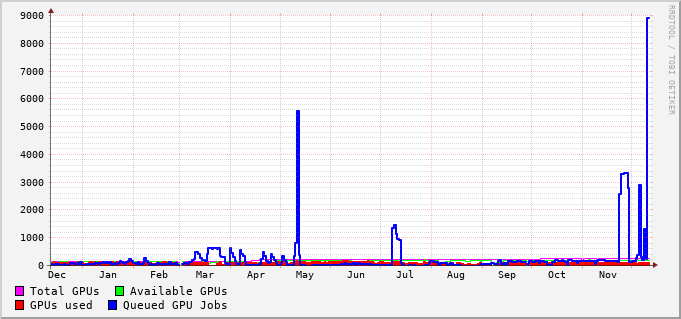 9000
8000
7000
6000
5000
4000
3000
2000
1000
0
Dec Jan Feb Mar Apr May Jun Jul Aug Sep Oct Nov
Total GPUs Available GPUs
GPUs used Queued GPU Jobs
RRDTOOL / TOBI OETIKER